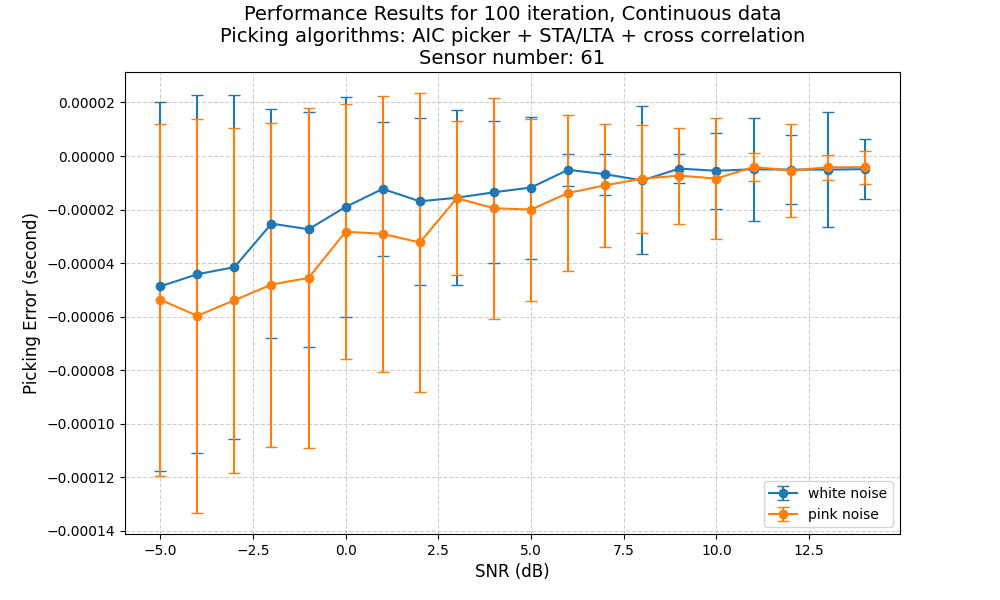 Performance Results for 100 iteration, Continuous data
Picking algorithms: AIC picker + STA/LTA + cross correlation
Sensor number: 61
Picking Error (second)
0.00002
0.00000
−0.00002
−0.00004
−0.00006
−0.00008
−0.00010
−0.00012
−0.00014
white noise
pink noise
−5.0 −2.5 0.0 2.5 5.0 7.5 10.0 12.5
SNR (dB)